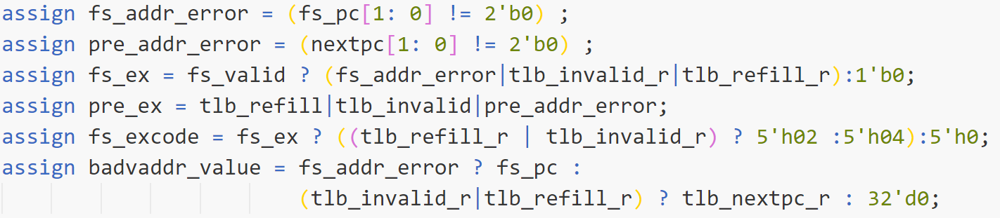 assign fs_addr_error = (fs_pc[1: 0] != 2'b0) ;
assign pre_addr_error = (nextpc[1: 0] != 2'b0) ;
assign fs_ex = fs_valid ? (fs_addr_error|tlb_invalid_r|tlb_refill_r):1'b0;
assign pre_ex = tlb_refill|tlb_invalid|pre_addr_error;
assign fs_excode = fs_ex ? ((tlb_refill_r | tlb_invalid_r) ? 5'h02 :5'h04):5'h0;
assign badvaddr_value = fs_addr_error ? fs_pc :
(tlb_invalid_r|tlb_refill_r) ? tlb_nextpc_r : 32'd0;